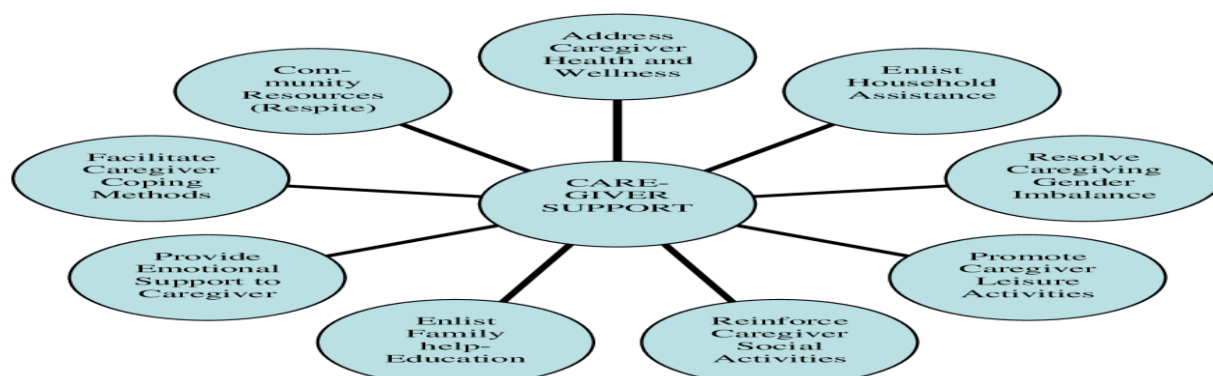 Address
Caregiver
Health and
Wellness
Com-
munity
Resources
(Respite)
Enlist
Household
Assistance
Facilitate
Caregiver
Coping
Methods
CARE-
GIVER
SUPPORT
Resolve
Caregiving
Gender
Imbalance
Provide
Emotional
Support to
Caregiver
Promote
Caregiver
Leisure
Activities
Enlist
Family
help-
Education
Reinforce
Caregiver
Social
Activities